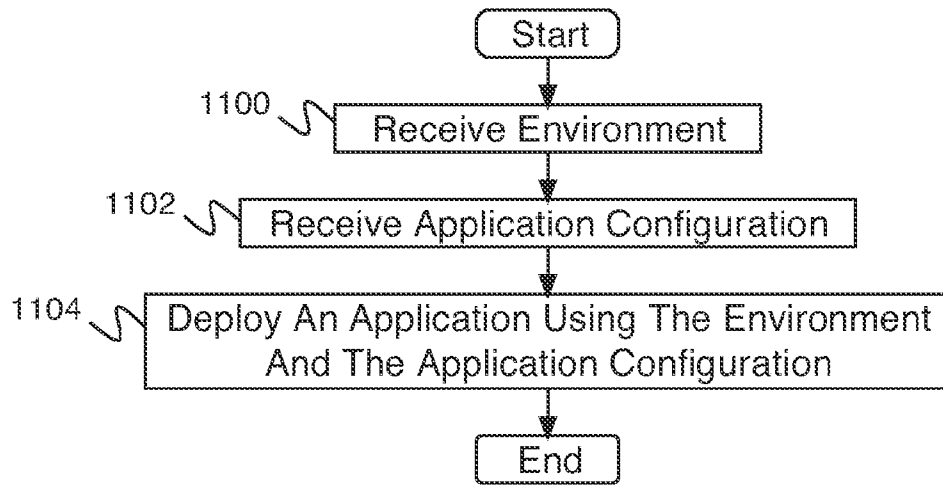 Start
1100
Receive Environment
1102
Receive Application Configuration
1104
Deploy An Application Using The Environment
And The Application Configuration
End